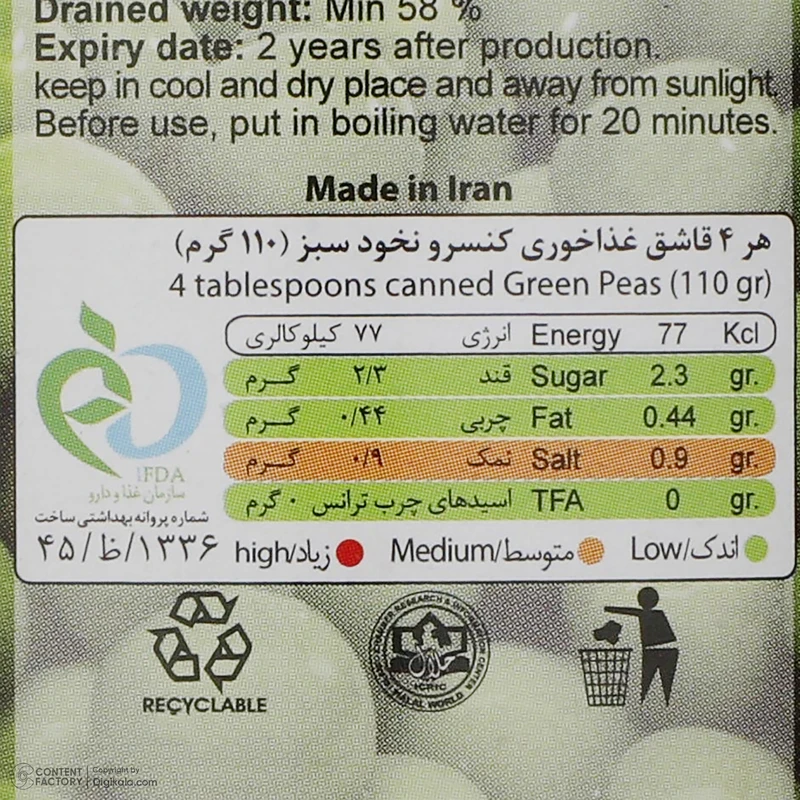 Drained weight: Min 58 %
Expiry date: 2 years after production.
keep in cool and dry place and away from sunlight.
Before use, put in boiling water for 20 minutes.
Made in Iran
هر ۴ قاشق غذاخوری کنسرو نخود سبز (۱۱۰ گرم)
4 tablespoons canned Green Peas (110 gr)
۷۷ کیلوکالری انرژی Energy 77 Kcl
۲/۳ گرم قند Sugar 2.3 gr.
۰/۴۴ گرم چربی Fat 0.44 gr.
۰/۹ گرم نمک Salt 0.9 gr.
۰ گرم اسیدهای چرب ترانس TFA 0 gr.
IFDA
سازمان غذا و دارو
شماره پروانه بهداشتی ساخت
۴۵/ظ/۱۳۳۶
high/زیاد Medium/متوسط Low/اندک
RECYCLABLE
حلال
ICRIC
HALAL WORLD
CONTENT FACTORY
Copyright by
Digikala.com